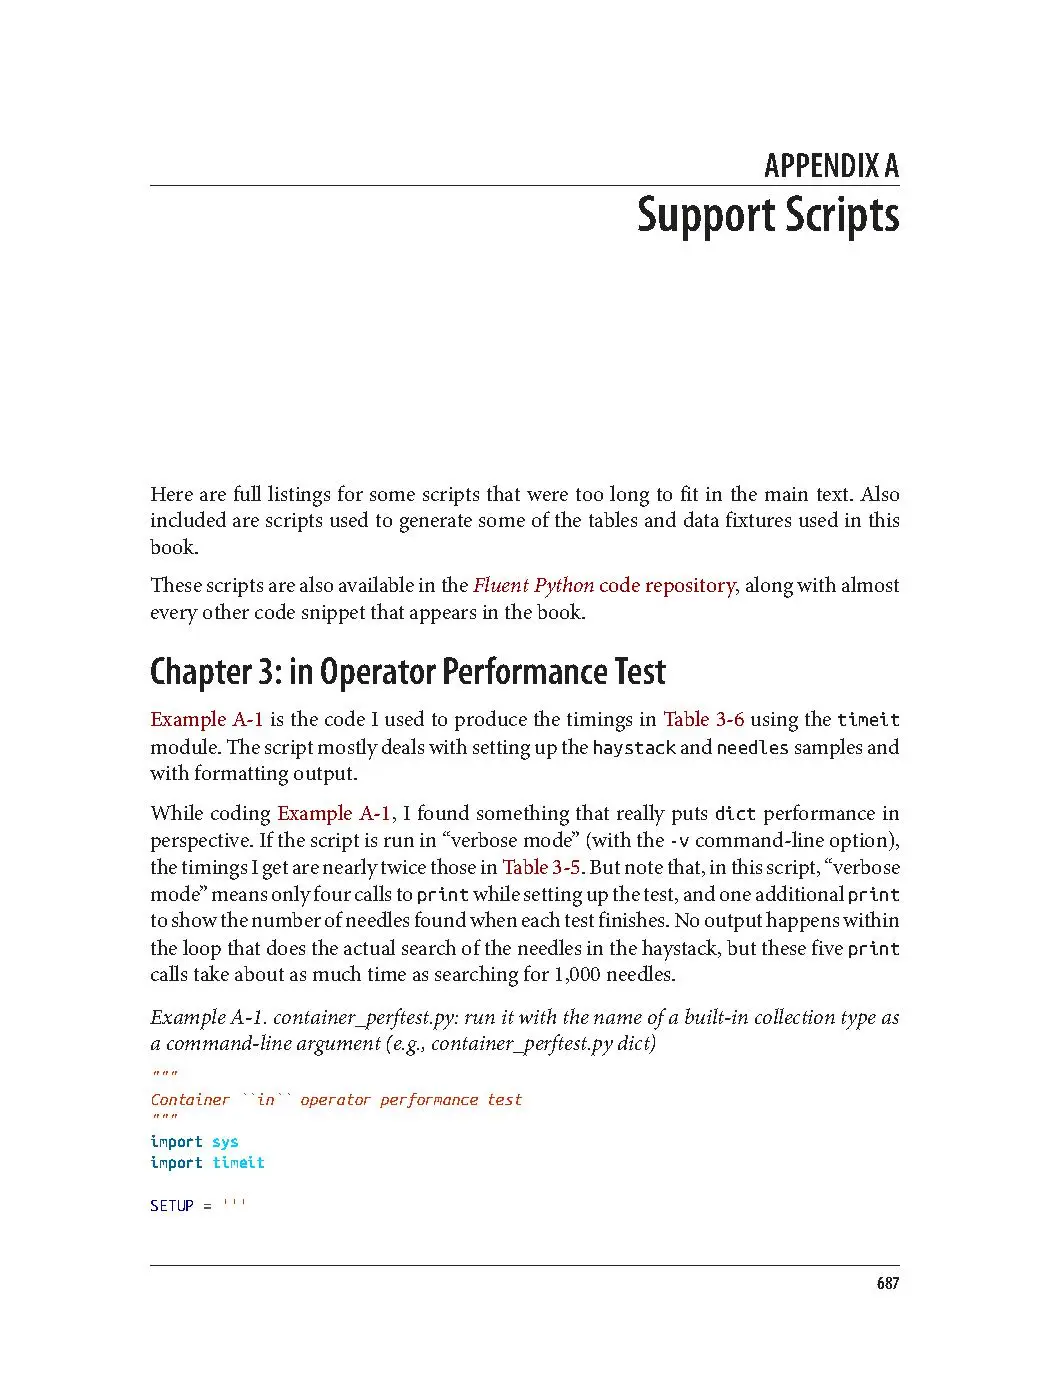 APPENDIX A
Support Scripts
Here are full listings for some scripts that were too long to fit in the main text. Also
included are scripts used to generate some of the tables and data fixtures used in this
book.
These scripts are also available in the Fluent Python code repository, along with almost
every other code snippet that appears in the book.
Chapter 3: in Operator Performance Test
Example A-1 is the code I used to produce the timings in Table 3-6 using the timeit
module. The script mostly deals with setting up the haystack and needles samples and
with formatting output.
While coding Example A-1, I found something that really puts dict performance in
perspective. If the script is run in “verbose mode” (with the -v command-line option),
the timings I get are nearly twice those in Table 3-5. But note that, in this script, “verbose
mode” means only four calls to print while setting up the test, and one additional print
to show the number of needles found when each test finishes. No output happens within
the loop that does the actual search of the needles in the haystack, but these five print
calls take about as much time as searching for 1,000 needles.
Example A-1. container_perftest.py: run it with the name of a built-in collection type as
a command-line argument (e.g., container_perftest.py dict)
"""
Container ``in`` operator performance test
"""
import sys
import timeit
SETUP = '''
687